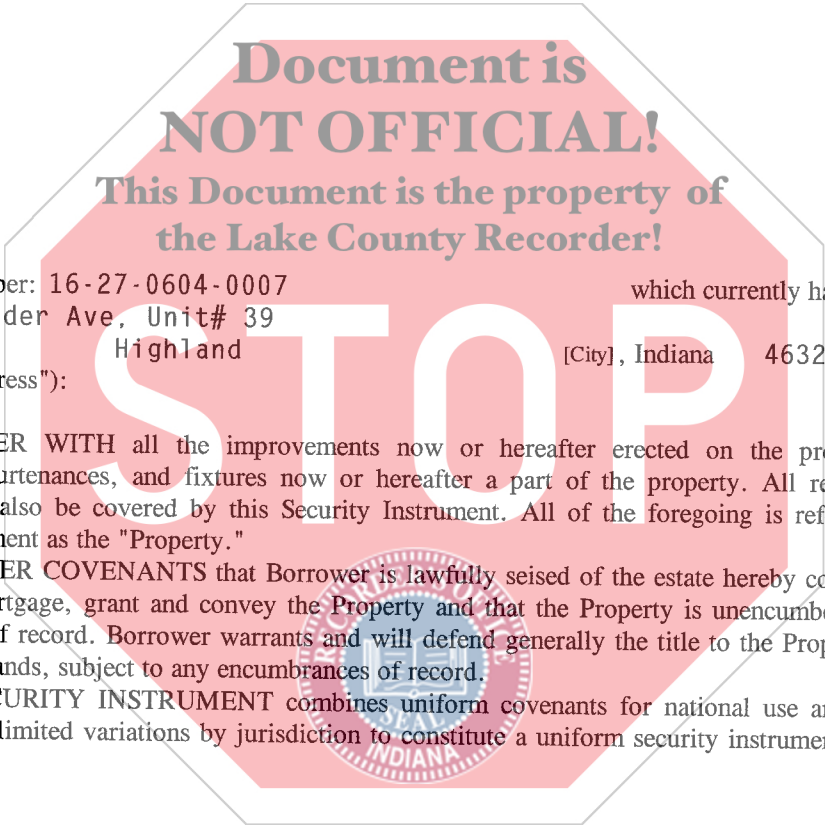 Document is
NOT OFFICIAL!
This Document is the property of
the Lake County Recorder!
STOP
ber: 16-27-0604-0007 which currently ha
der Ave, Unit# 39
Highland [City], Indiana 4632
ress"):
ER WITH all the improvements now or hereafter erected on the pro
urtenances, and fixtures now or hereafter a part of the property. All re
also be covered by this Security Instrument. All of the foregoing is ref
nent as the "Property."
ER COVENANTS that Borrower is lawfully seised of the estate hereby co
rtgage, grant and convey the Property and that the Property is unencumbe
f record. Borrower warrants and will defend generally the title to the Prop
ands, subject to any encumbrances of record.
CURITY INSTRUMENT combines uniform covenants for national use an
limited variations by jurisdiction to constitute a uniform security instrumen
SEAL
INDIANA